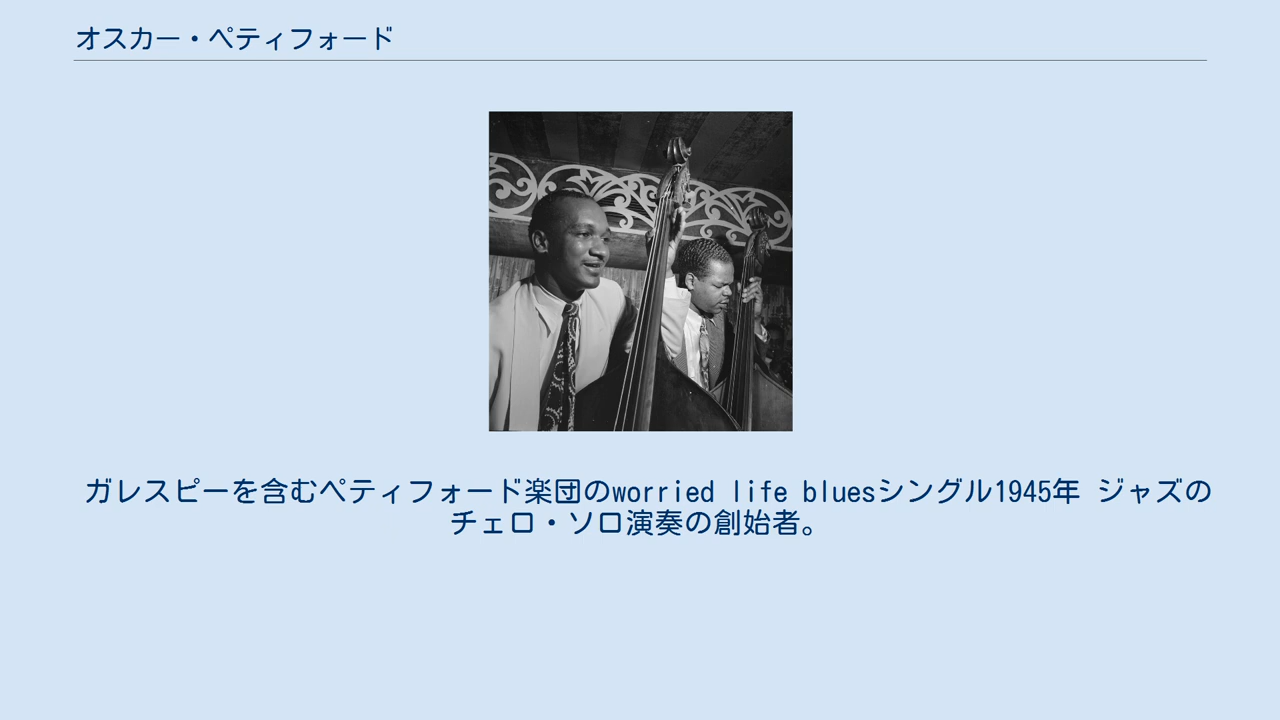 オスカー・ペティフォード
ガレスピーを含むペティフォード楽団のworried life bluesシングル1945年 ジャズの
チェロ・ソロ演奏の創始者。